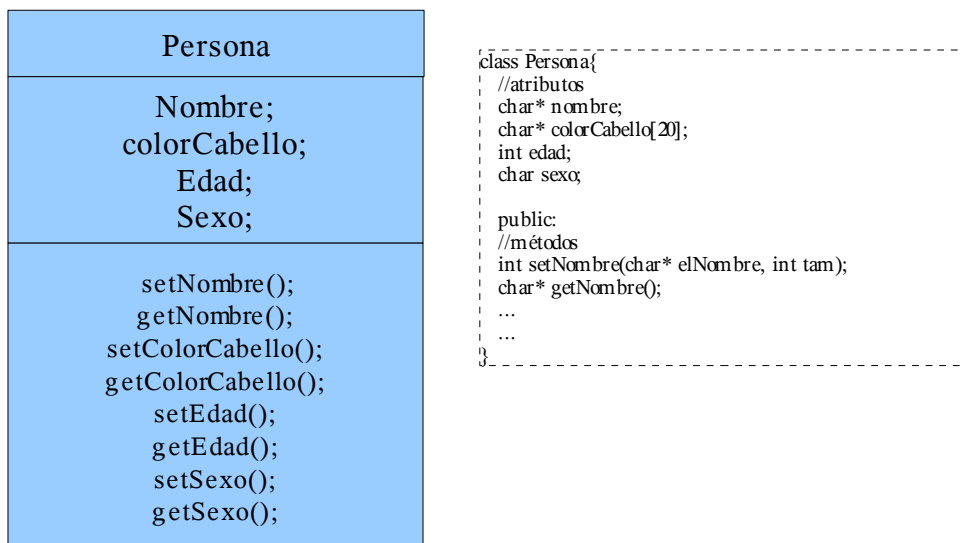 Persona
Nombre;
colorCabello;
Edad;
Sexo;
setNombre();
getNombre();
setColorCabello();
getColorCabello();
setEdad();
getEdad();
setSexo();
getSexo();
class Persona{
//atributos
char* nombre;
char* colorCabello[20];
int edad;
char sexo;
public:
//métodos
int setNombre(char* elNombre, int tam);
char* getNombre();
...
...
}